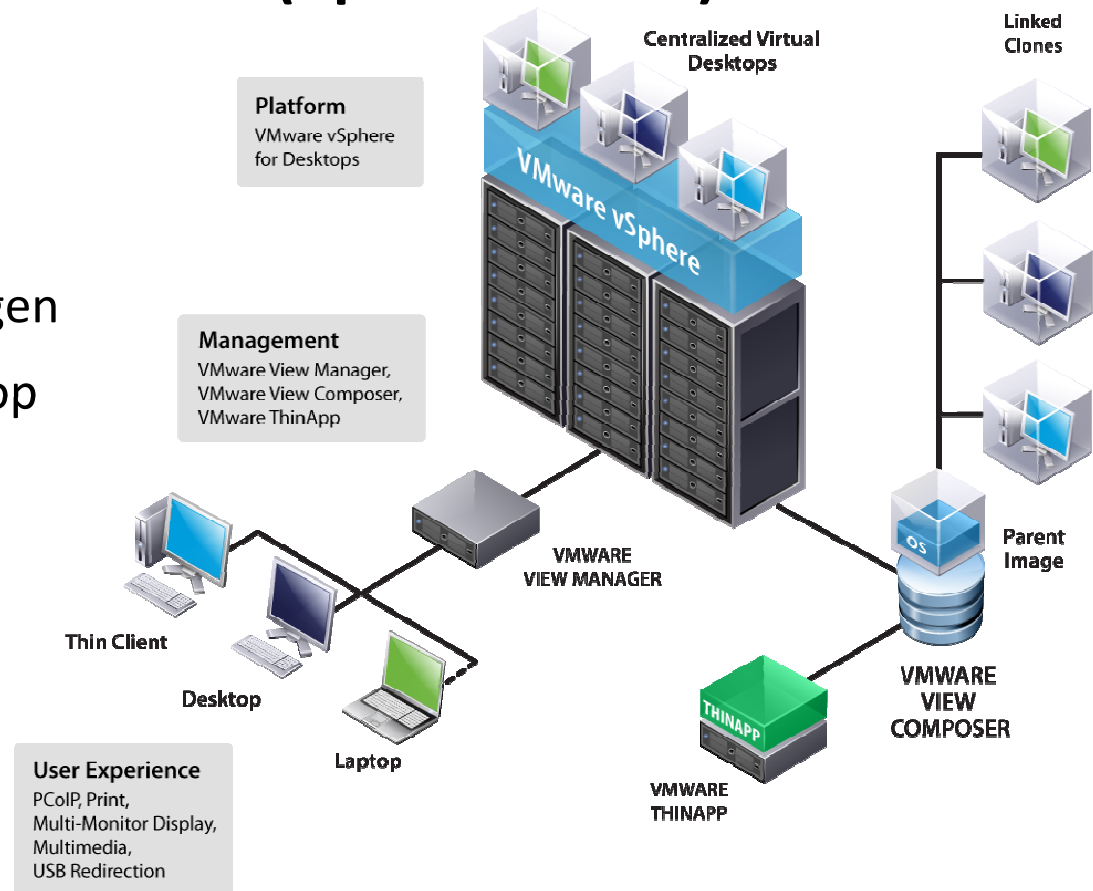 Linked
Clones
Centralized Virtual
Desktops
Platform
VMware vSphere
for Desktops
VMware vSphere
gen
op
Management
VMware View Manager,
VMware View Composer,
VMware ThinApp
OS
Parent
Image
VMWARE
VIEW MANAGER
Thin Client
Desktop
Laptop
VMWARE
VIEW
COMPOSER
THINAPP
VMWARE
THINAPP
User Experience
PCoIP, Print,
Multi-Monitor Display,
Multimedia,
USB Redirection